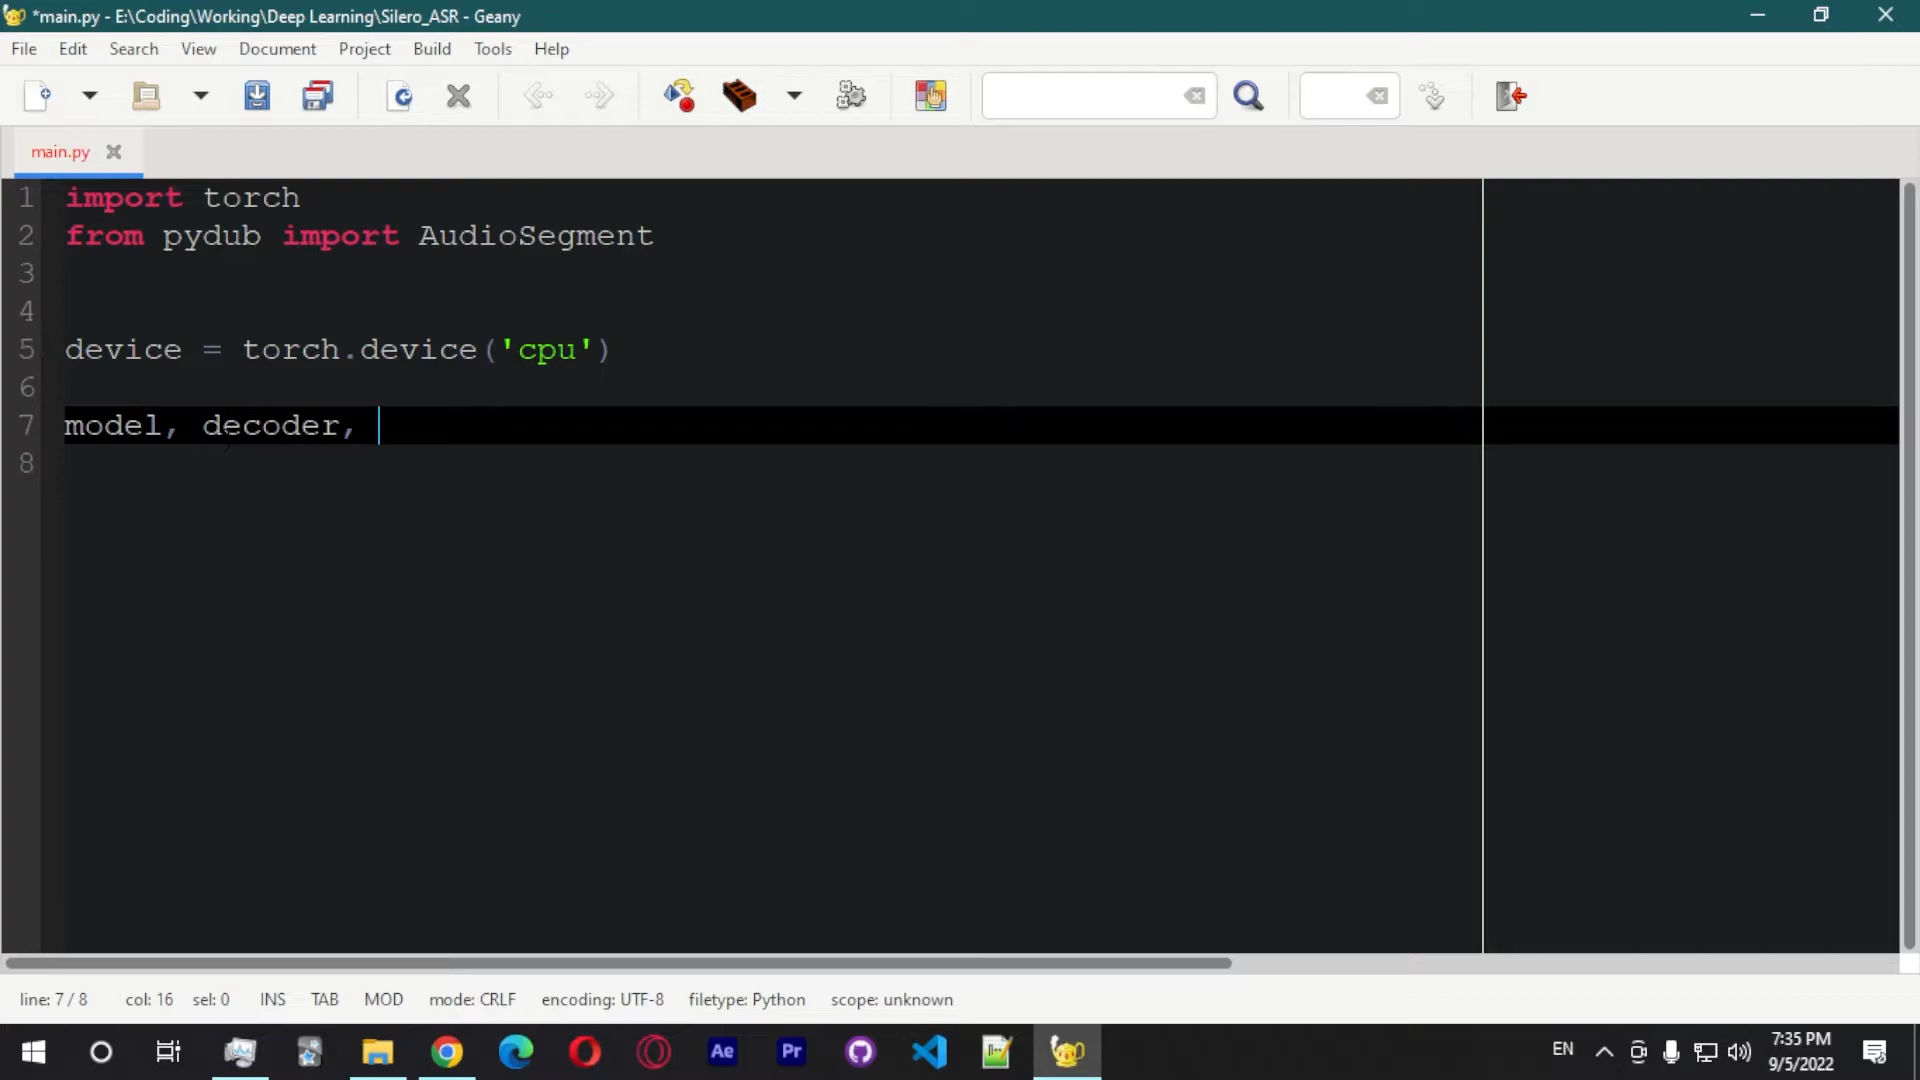 *main.py - E:\Coding\Working\Deep Learning\Silero_ASR - Geany
File Edit Search View Document Project Build Tools Help
main.py
1 import torch
2 from pydub import AudioSegment
3
4
5 device = torch.device('cpu')
6
7 model, decoder,
8
line: 7 / 8 col: 16 sel: 0 INS TAB MOD mode: CRLF encoding: UTF-8 filetype: Python scope: unknown
Ae Pr EN 7:35 PM
9/5/2022